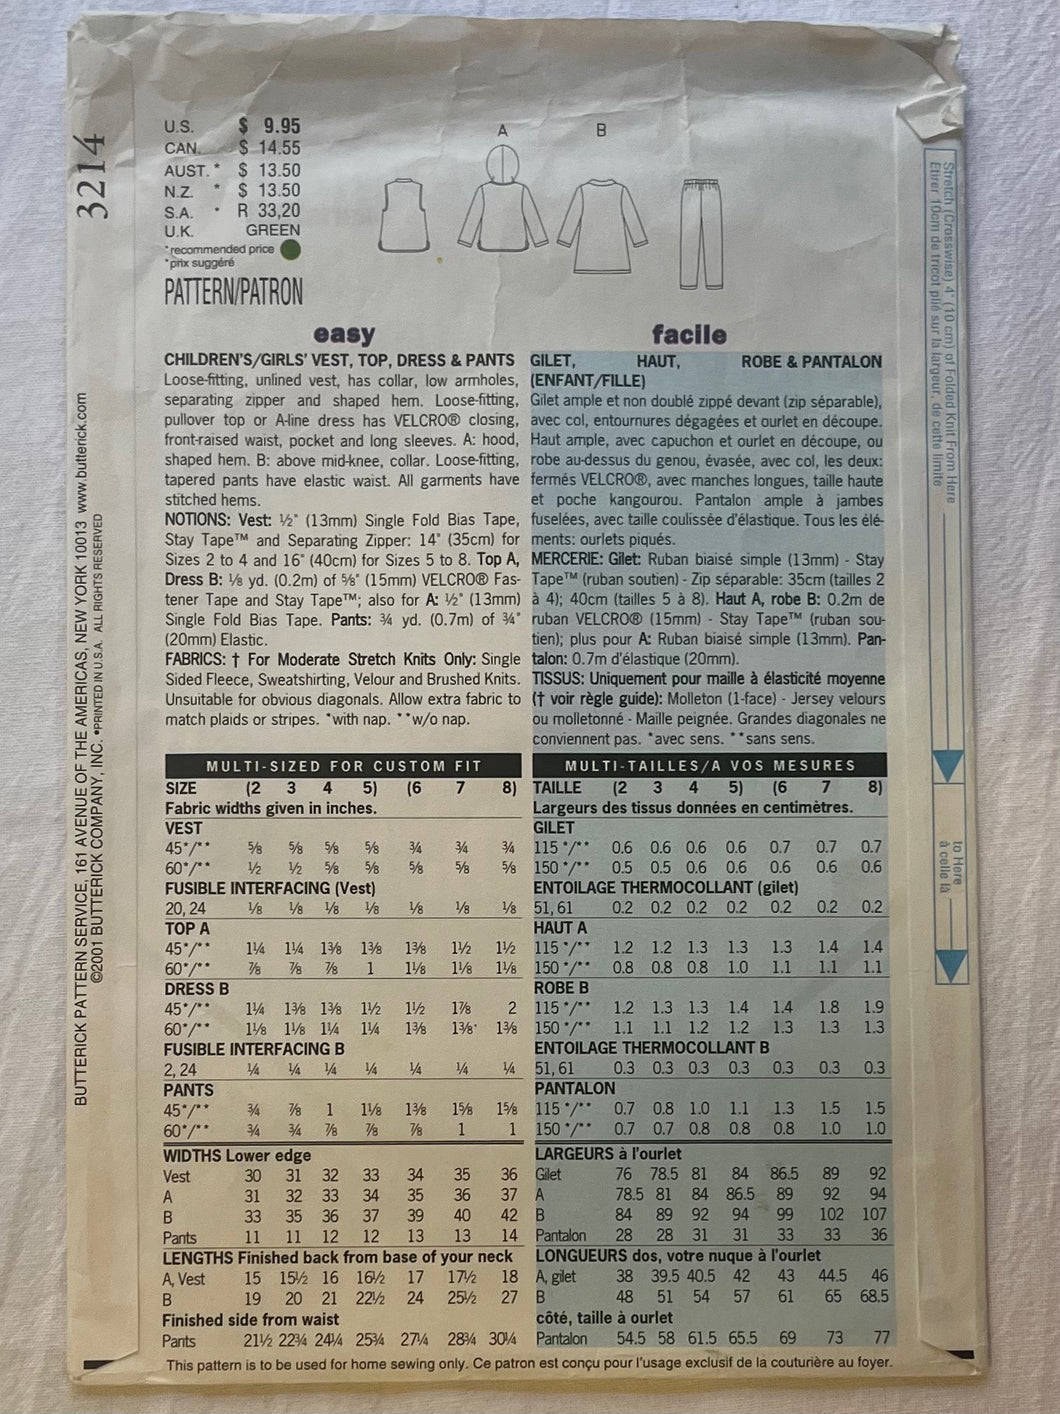 3214
U.S. $ 9.95
CAN. $ 14.55
AUST.* $ 13.50
N.Z. * $ 13.50
S.A. * R 33,20
U.K. GREEN
*recommended price
*prix suggéré
PATTERN/PATRON
A B
easy
CHILDREN'S/GIRLS' VEST, TOP, DRESS & PANTS
Loose-fitting, unlined vest, has collar, low armholes,
separating zipper and shaped hem. Loose-fitting,
pullover top or A-line dress has VELCRO® closing,
front-raised waist, pocket and long sleeves. A: hood,
shaped hem. B: above mid-knee, collar. Loose-fitting,
tapered pants have elastic waist. All garments have
stitched hems.
NOTIONS: Vest: ½" (13mm) Single Fold Bias Tape,
Stay Tape™ and Separating Zipper: 14" (35cm) for
Sizes 2 to 4 and 16" (40cm) for Sizes 5 to 8. Top A,
Dress B: ⅛ yd. (0.2m) of ⅝" (15mm) VELCRO® Fas-
tener Tape and Stay Tape™; also for A: ½" (13mm)
Single Fold Bias Tape. Pants: ¾ yd. (0.7m) of ¾"
(20mm) Elastic.
FABRICS: † For Moderate Stretch Knits Only: Single
Sided Fleece, Sweatshirting, Velour and Brushed Knits.
Unsuitable for obvious diagonals. Allow extra fabric to
match plaids or stripes. *with nap. **w/o nap.
facile
GILET, HAUT, ROBE & PANTALON
(ENFANT/FILLE)
Gilet ample et non doublé zippé devant (zip séparable),
avec col, entournures dégagées et ourlet en découpe.
Haut ample, avec capuchon et ourlet en découpe, ou
robe au-dessus du genou, évasée, avec col, les deux:
fermés VELCRO®, avec manches longues, taille haute
et poche kangourou. Pantalon ample à jambes
fuselées, avec taille coulissée d'élastique. Tous les élé-
ments: ourlets piqués.
MERCERIE: Gilet: Ruban biaisé simple (13mm) - Stay
Tape™ (ruban soutien) - Zip séparable: 35cm (tailles 2
à 4); 40cm (tailles 5 à 8). Haut A, robe B: 0.2m de
ruban VELCRO® (15mm) - Stay Tape™ (ruban sou-
tien); plus pour A: Ruban biaisé simple (13mm). Pan-
talon: 0.7m d'élastique (20mm).
TISSUS: Uniquement pour maille à élasticité moyenne
(† voir règle guide): Molleton (1-face) - Jersey velours
ou molletonné - Maille peignée. Grandes diagonales ne
conviennent pas. *avec sens. **sans sens.
MULTI-SIZED FOR CUSTOM FIT
SIZE (2 3 4 5) (6 7 8)
Fabric widths given in inches.
VEST
45*/** ⅝ ⅝ ⅝ ⅝ ¾ ¾ ¾
60*/** ½ ½ ⅝ ⅝ ⅝ ⅝ ⅝
FUSIBLE INTERFACING (Vest)
20, 24 ⅛ ⅛ ⅛ ⅛ ⅛ ⅛ ⅛
TOP A
45*/** 1¼ 1¼ 1⅜ 1⅜ 1⅜ 1½ 1½
60*/** ⅞ ⅞ ⅞ 1 1⅛ 1⅛ 1⅛
DRESS B
45*/** 1¼ 1⅜ 1⅜ 1½ 1½ 1⅞ 2
60*/** 1⅛ 1⅛ 1¼ 1¼ 1⅜ 1⅜ 1⅜
FUSIBLE INTERFACING B
2, 24 ¼ ¼ ¼ ¼ ¼ ¼ ¼
PANTS
45*/** ¾ ⅞ 1 1⅛ 1⅜ 1⅝ 1⅝
60*/** ¾ ¾ ⅞ ⅞ ⅞ 1 1
WIDTHS Lower edge
Vest 30 31 32 33 34 35 36
A 31 32 33 34 35 36 37
B 33 35 36 37 39 40 42
Pants 11 11 12 12 13 13 14
LENGTHS Finished back from base of your neck
A, Vest 15 15½ 16 16½ 17 17½ 18
B 19 20 21 22½ 24 25½ 27
Finished side from waist
Pants 21½ 22¾ 24¼ 25¾ 27¼ 28¾ 30¼
MULTI-TAILLES/A VOS MESURES
TAILLE (2 3 4 5) (6 7 8)
Largeurs des tissus données en centimètres.
GILET
115*/** 0.6 0.6 0.6 0.6 0.7 0.7 0.7
150*/** 0.5 0.5 0.6 0.6 0.6 0.6 0.6
ENTOILAGE THERMOCOLLANT (gilet)
51, 61 0.2 0.2 0.2 0.2 0.2 0.2 0.2
HAUT A
115*/** 1.2 1.2 1.3 1.3 1.3 1.4 1.4
150*/** 0.8 0.8 0.8 1.0 1.1 1.1 1.1
ROBE B
115*/** 1.2 1.3 1.3 1.4 1.4 1.8 1.9
150*/** 1.1 1.1 1.2 1.2 1.3 1.3 1.3
ENTOILAGE THERMOCOLLANT B
51, 61 0.3 0.3 0.3 0.3 0.3 0.3 0.3
PANTALON
115*/** 0.7 0.8 1.0 1.1 1.3 1.5 1.5
150*/** 0.7 0.7 0.8 0.8 0.8 1.0 1.0
LARGEURS à l'ourlet
Gilet 76 78.5 81 84 86.5 89 92
A 78.5 81 84 86.5 89 92 94
B 84 89 92 94 99 102 107
Pantalon 28 28 31 31 33 33 36
LONGUEURS dos, votre nuque à l'ourlet
A, gilet 38 39.5 40.5 42 43 44.5 46
B 48 51 54 57 61 65 68.5
côté, taille à ourlet
Pantalon 54.5 58 61.5 65.5 69 73 77
This pattern is to be used for home sewing only. Ce patron est conçu pour l'usage exclusif de la couturière au foyer.
BUTTERICK PATTERN SERVICE, 161 AVENUE OF THE AMERICAS, NEW YORK 10013 www.butterick.com
©2001 BUTTERICK COMPANY, INC. •PRINTED IN U.S.A. ALL RIGHTS RESERVED
Stretch (Crosswise) 4" (10 cm) of Folded Knit From Here
Etirer 10cm de tricot plié sur la largeur, de cette limite
to Here
à celle là